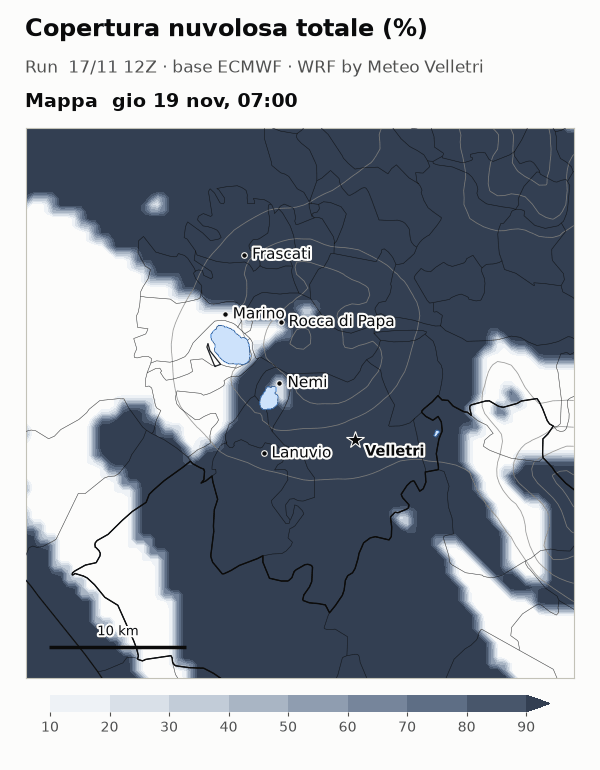 Copertura nuvolosa totale (%)
Run  17/11 12Z · base ECMWF · WRF by Meteo Velletri
Mappa  gio 19 nov, 07:00
Frascati
Marino
Rocca di Papa
Nemi
Velletri
Lanuvio
10 km
10 20 30 40 50 60 70 80 90